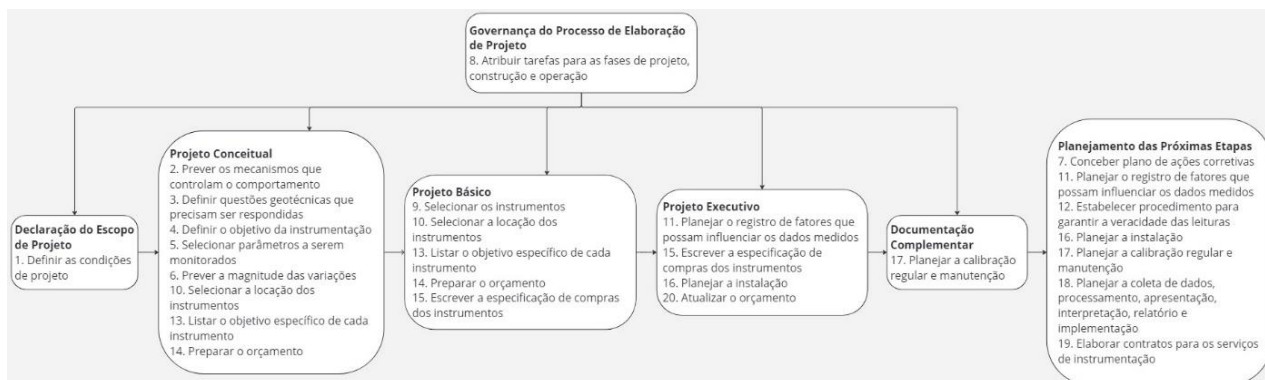 Governança do Processo de Elaboração
de Projeto
8. Atribuir tarefas para as fases de projeto,
construção e operação
Declaração do Escopo
de Projeto
1. Definir as condições
de projeto
Projeto Conceitual
2. Prever os mecanismos que
controlam o comportamento
3. Definir questões geotécnicas que
precisam ser respondidas
4. Definir o objetivo da instrumentação
5. Selecionar parâmetros a serem
monitorados
6. Prever a magnitude das variações
10. Selecionar a locação dos
instrumentos
13. Listar o objetivo específico de cada
instrumento
14. Preparar o orçamento
Projeto Básico
9. Selecionar os instrumentos
10. Selecionar a locação dos
instrumentos
13. Listar o objetivo específico de cada
instrumento
14. Preparar o orçamento
15. Escrever a especificação de compras
dos instrumentos
Projeto Executivo
11. Planejar o registro de fatores que
possam influenciar os dados medidos
15. Escrever a especificação de
compras dos instrumentos
16. Planejar a instalação
20. Atualizar o orçamento
Documentação
Complementar
17. Planejar a calibração
regular e manutenção
Planejamento das Próximas Etapas
7. Conceber plano de ações corretivas
11. Planejar o registro de fatores que
possam influenciar os dados medidos
12. Estabelecer procedimento para
garantir a veracidade das leituras
16. Planejar a instalação
17. Planejar a calibração regular e
manutenção
18. Planejar a coleta de dados,
processamento, apresentação,
interpretação, relatório e
implementação
19. Elaborar contratos para os serviços
de instrumentação